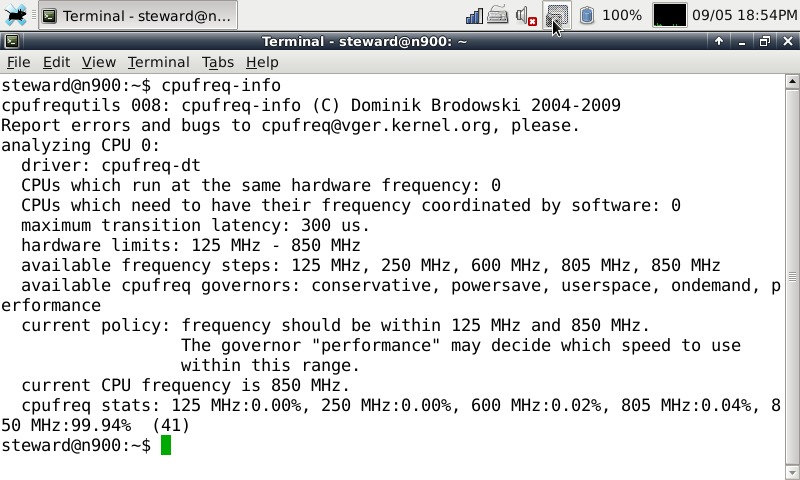 Terminal - steward@n...
100%
09/05 18:54PM
Terminal - steward@n900: ~
File Edit View Terminal Tabs Help
steward@n900:~$ cpufreq-info
cpufrequtils 008: cpufreq-info (C) Dominik Brodowski 2004-2009
Report errors and bugs to cpufreq@vger.kernel.org, please.
analyzing CPU 0:
  driver: cpufreq-dt
  CPUs which run at the same hardware frequency: 0
  CPUs which need to have their frequency coordinated by software: 0
  maximum transition latency: 300 us.
  hardware limits: 125 MHz - 850 MHz
  available frequency steps: 125 MHz, 250 MHz, 600 MHz, 805 MHz, 850 MHz
  available cpufreq governors: conservative, powersave, userspace, ondemand, p
erformance
  current policy: frequency should be within 125 MHz and 850 MHz.
                  The governor "performance" may decide which speed to use
                  within this range.
  current CPU frequency is 850 MHz.
  cpufreq stats: 125 MHz:0.00%, 250 MHz:0.00%, 600 MHz:0.02%, 805 MHz:0.04%, 8
50 MHz:99.94%  (41)
steward@n900:~$